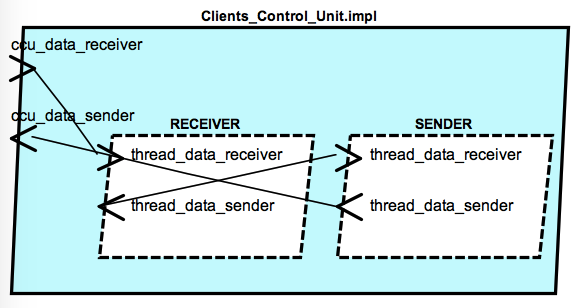 Clients_Control_Unit.impl
ccu_data_receiver
ccu_data_sender
RECEIVER
thread_data_receiver
thread_data_sender
SENDER
thread_data_receiver
thread_data_sender